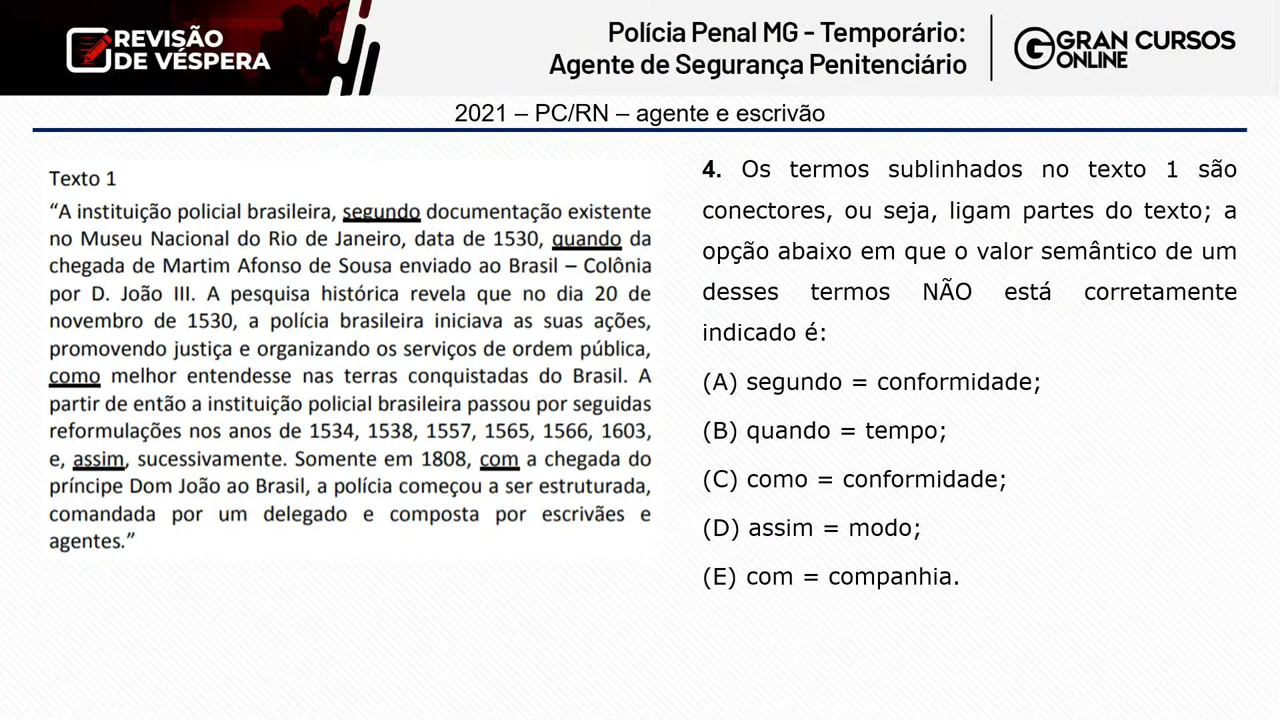 REVISÃO
DE VÉSPERA
Polícia Penal MG - Temporário:
Agente de Segurança Penitenciário
GRAN CURSOS
ONLINE
2021 – PC/RN – agente e escrivão
Texto 1
“A instituição policial brasileira, segundo documentação existente
no Museu Nacional do Rio de Janeiro, data de 1530, quando da
chegada de Martim Afonso de Sousa enviado ao Brasil – Colônia
por D. João III. A pesquisa histórica revela que no dia 20 de
novembro de 1530, a polícia brasileira iniciava as suas ações,
promovendo justiça e organizando os serviços de ordem pública,
como melhor entendesse nas terras conquistadas do Brasil. A
partir de então a instituição policial brasileira passou por seguidas
reformulações nos anos de 1534, 1538, 1557, 1565, 1566, 1603,
e, assim, sucessivamente. Somente em 1808, com a chegada do
príncipe Dom João ao Brasil, a polícia começou a ser estruturada,
comandada por um delegado e composta por escrivães e
agentes.”
4. Os termos sublinhados no texto 1 são
conectores, ou seja, ligam partes do texto; a
opção abaixo em que o valor semântico de um
desses termos NÃO está corretamente
indicado é:
(A) segundo = conformidade;
(B) quando = tempo;
(C) como = conformidade;
(D) assim = modo;
(E) com = companhia.